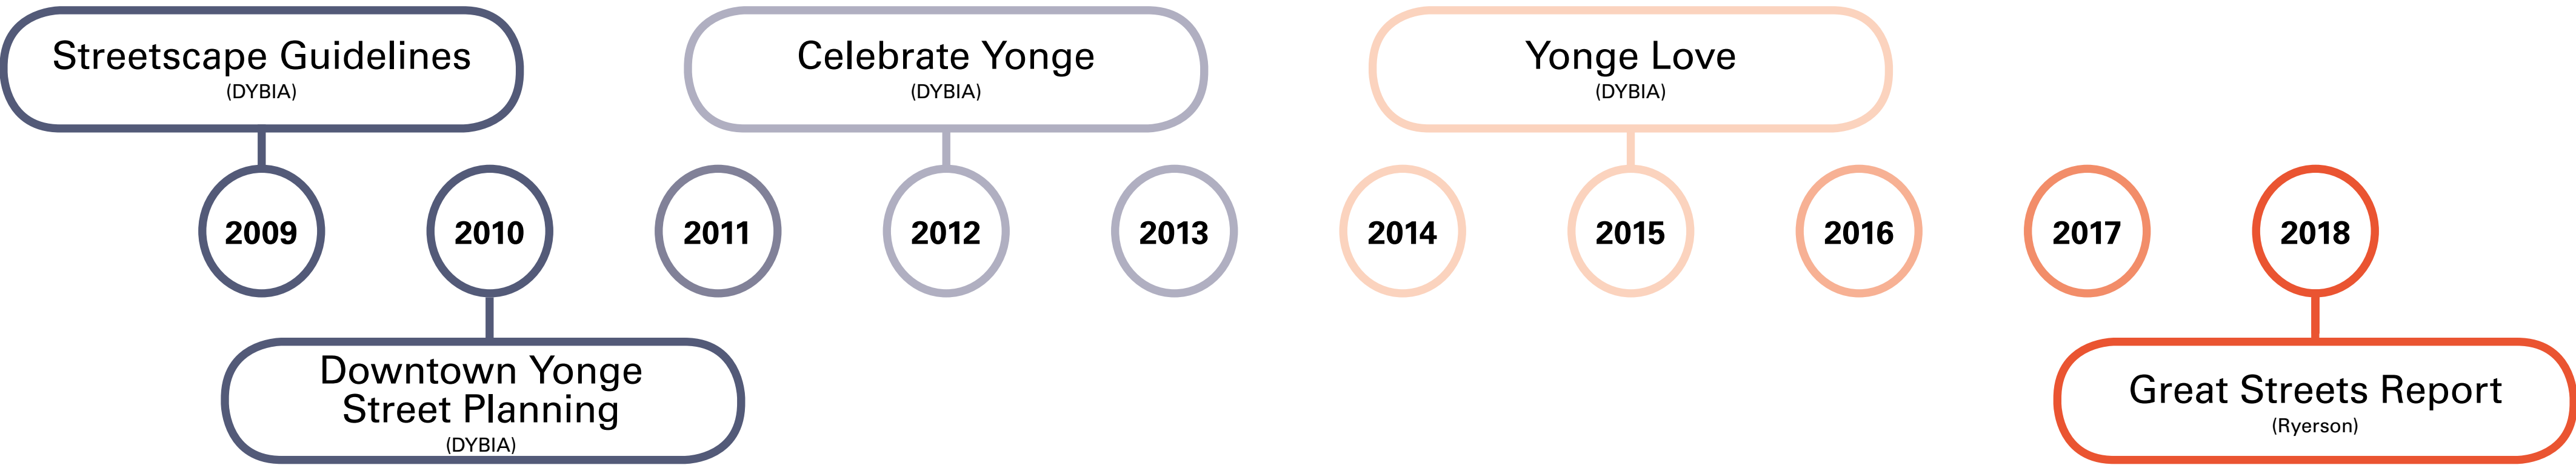 Streetscape Guidelines
(DYBIA)
Celebrate Yonge
(DYBIA)
Yonge Love
(DYBIA)
2009
2010
2011
2012
2013
2014
2015
2016
2017
2018
Downtown Yonge
Street Planning
(DYBIA)
Great Streets Report
(Ryerson)